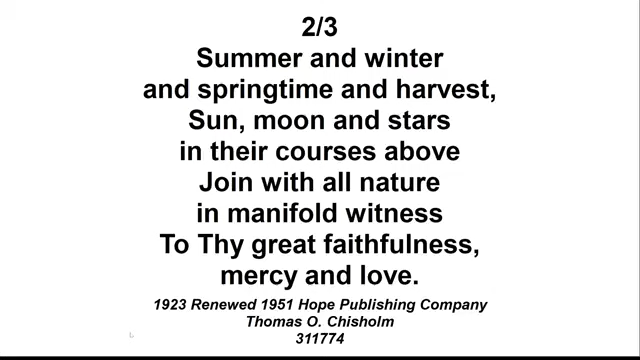 2/3
Summer and winter
and springtime and harvest,
Sun, moon and stars
in their courses above
Join with all nature
in manifold witness
To Thy great faithfulness,
mercy and love.
1923 Renewed 1951 Hope Publishing Company
Thomas O. Chisholm
311774